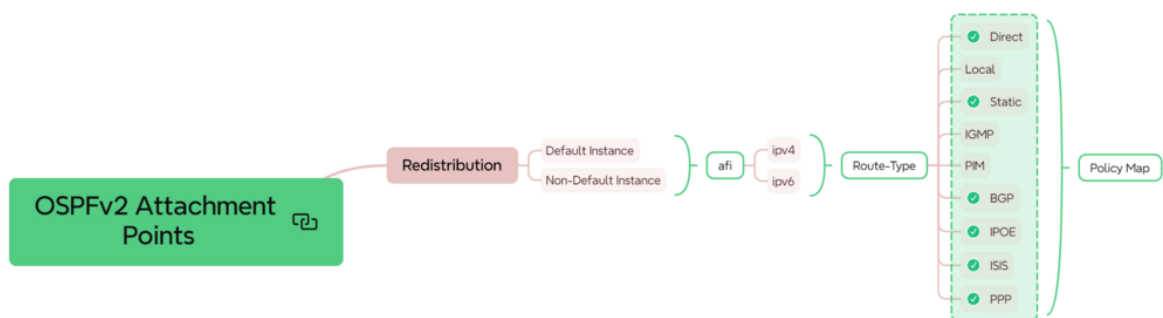 OSPFv2 Attachment
Points
Redistribution
Default Instance
Non-Default Instance
afi
ipv4
ipv6
Route-Type
Direct
Local
Static
IGMP
PIM
BGP
IPOE
ISIS
PPP
Policy Map